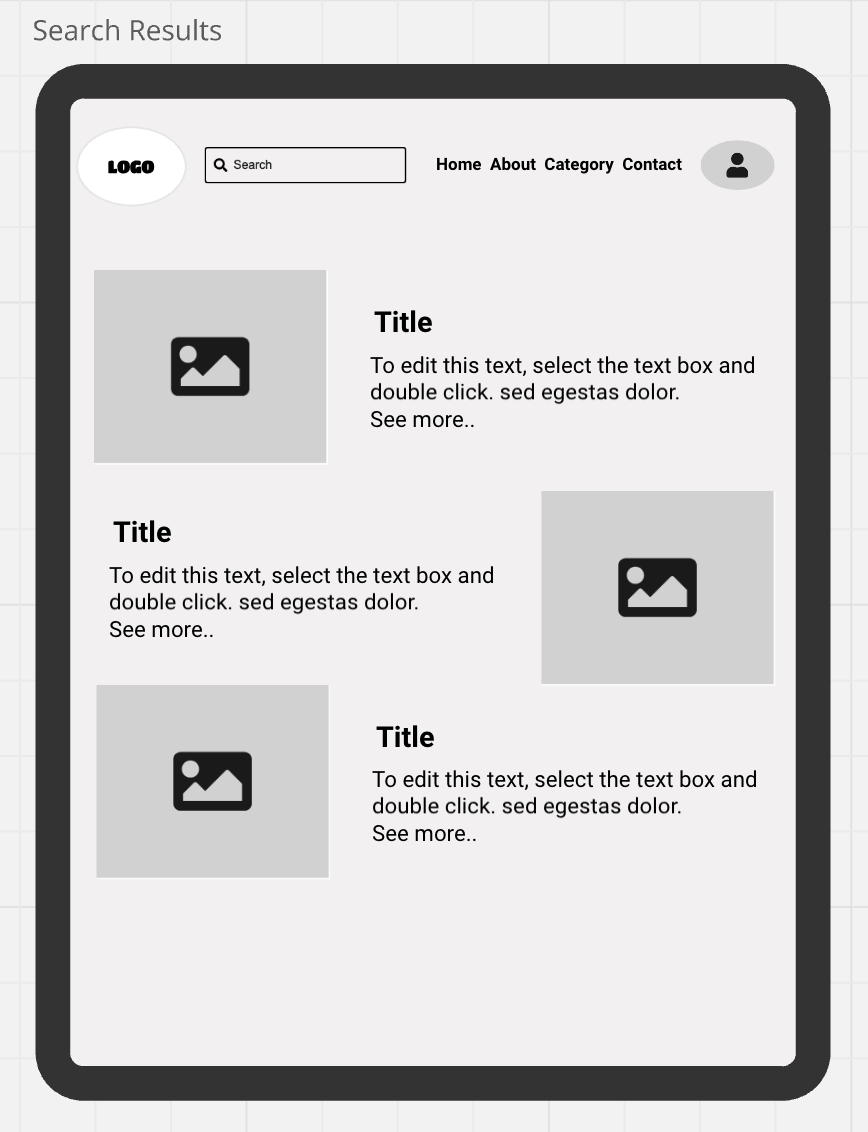 Search Results
LOGO
Search
Home About Category Contact
Title
To edit this text, select the text box and
double click. sed egestas dolor.
See more..
Title
To edit this text, select the text box and
double click. sed egestas dolor.
See more..
Title
To edit this text, select the text box and
double click. sed egestas dolor.
See more..